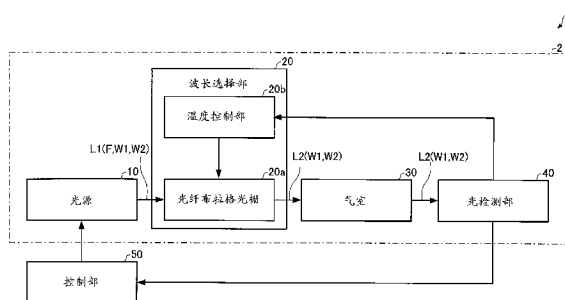 2
20
波长选择部
20b
温度控制部
L1(F,W1,W2)
10
光源
20a
光纤布拉格光栅
L2(W1,W2)
30
气室
L2(W1,W2)
40
光检测部
50
控制部